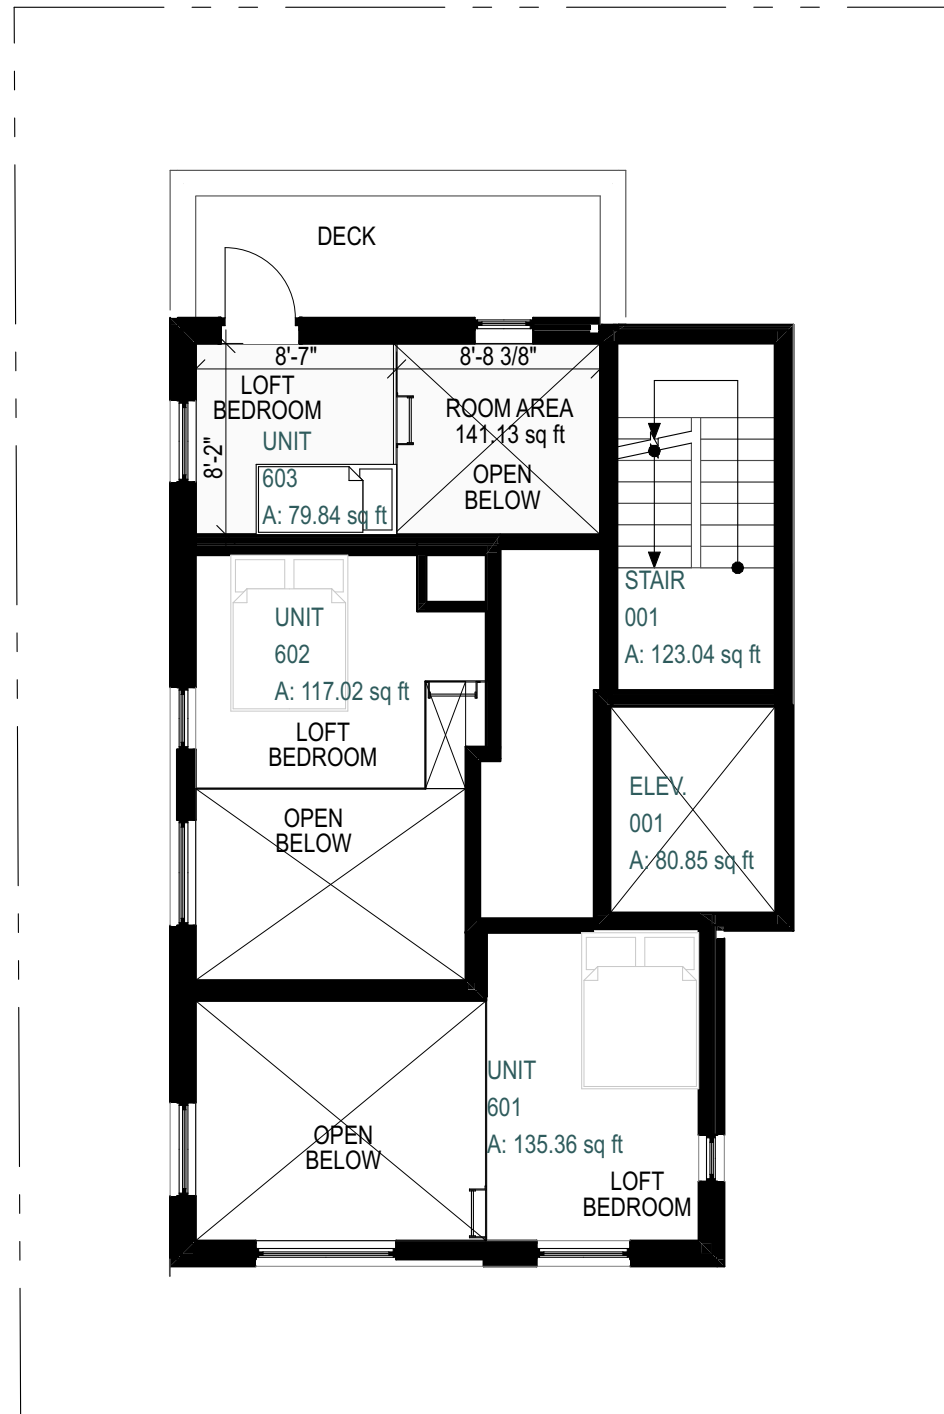 DECK
8'-7"
8'-8 3/8"
LOFT
BEDROOM
ROOM AREA
141.13 sq ft
UNIT
603
A: 79.84 sq ft
8'-2"
OPEN
BELOW
STAIR
001
A: 123.04 sq ft
UNIT
602
A: 117.02 sq ft
LOFT
BEDROOM
OPEN
BELOW
ELEV.
001
A: 80.85 sq ft
UNIT
601
A: 135.36 sq ft
OPEN
BELOW
LOFT
BEDROOM